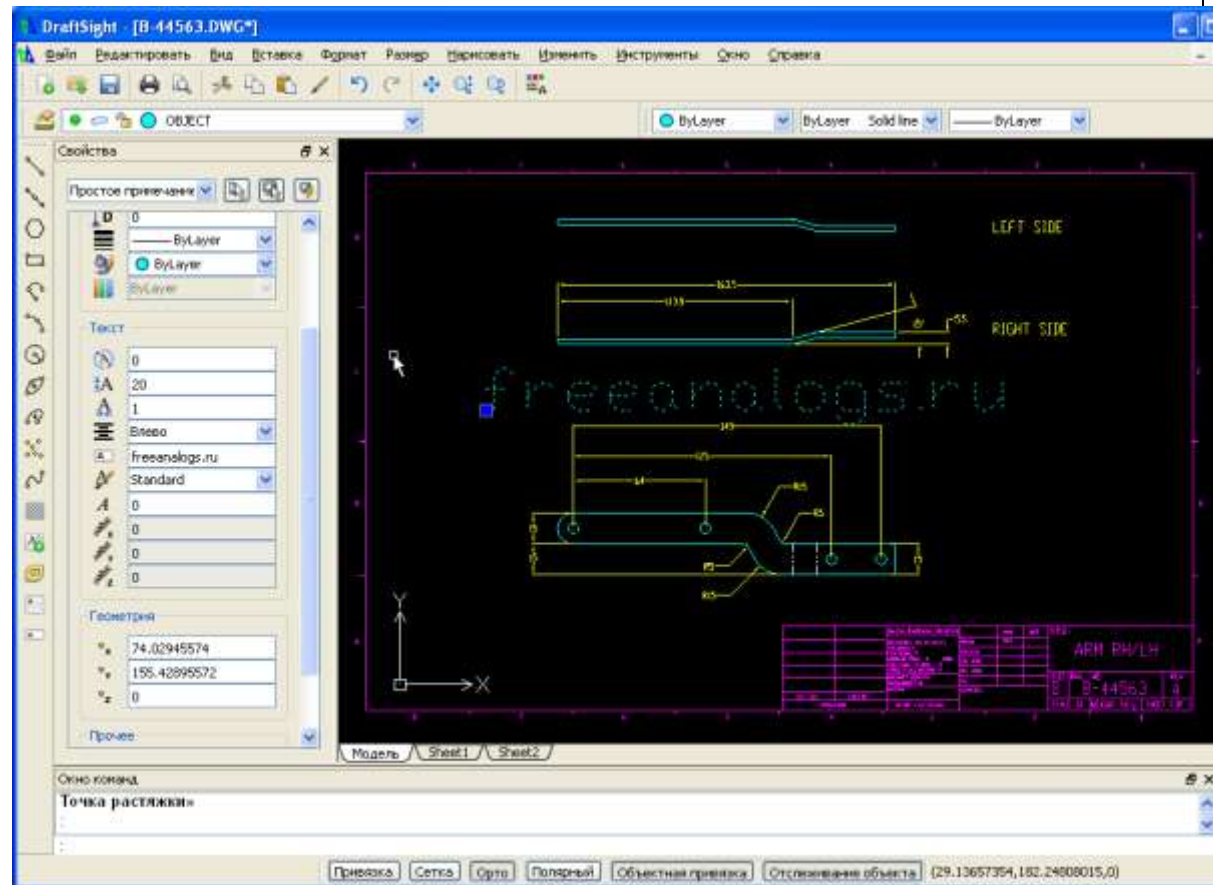 DraftSight - [B-44563.DWG*]
Файл Редактировать Вид Вставка Формат Размер Нарисовать Изменить Инструменты Окно Справка
OBJECT ByLayer ByLayer Solid line ByLayer
Свойства
Простое примечание
0
ByLayer
ByLayer
ByLayer
Текст
0
20
1
Влево
freeanalogs.ru
Standard
0
0
0
0
Геометрия
74.02945574
155.42895572
0
Прочее
LEFT SIDE
RIGHT SIDE
freeanalogs.ru
R15
R5
R5
R15
ARM RH/LH
B B-44563 A
Y
X
Модель Sheet1 Sheet2
Окно команд
Точка растяжки»
:
:
Привязка Сетка Орто Полярный Объектная привязка Отслеживание объекта (29.13657354,182.24808015,0)